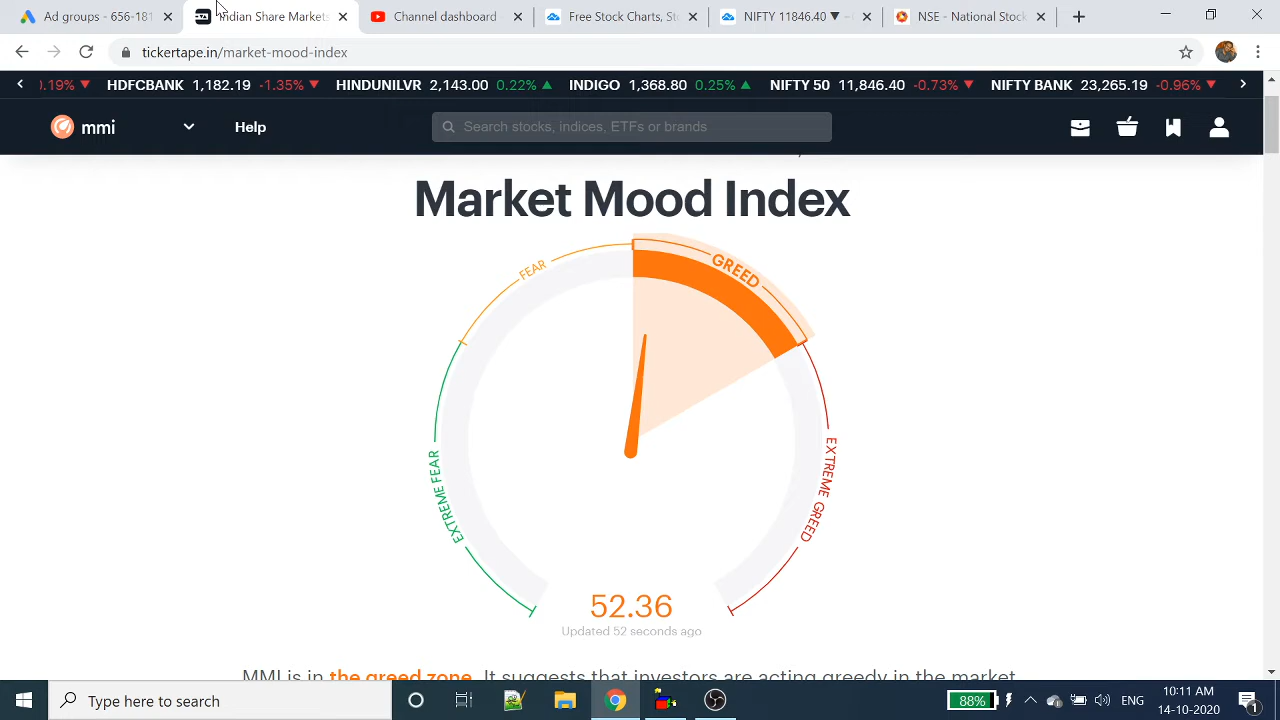 Ad groups - 656-181
Indian Share Markets
Channel dashboard
Free Stock Charts, St
NIFTY 11846.40 ▼
NSE - National Stock
tickertape.in/market-mood-index
0.19% ▼ HDFCBANK 1,182.19 -1.35% ▼ HINDUNILVR 2,143.00 0.22% ▲ INDIGO 1,368.80 0.25% ▲ NIFTY 50 11,846.40 -0.73% ▼ NIFTY BANK 23,265.19 -0.96% ▼
mmi Help Search stocks, indices, ETFs or brands
Market Mood Index
FEAR
GREED
EXTREME FEAR
EXTREME GREED
52.36
Updated 52 seconds ago
MMI is in the greed zone. It suggests that investors are acting greedy in the market
Type here to search
88%
ENG
10:11 AM
14-10-2020
1